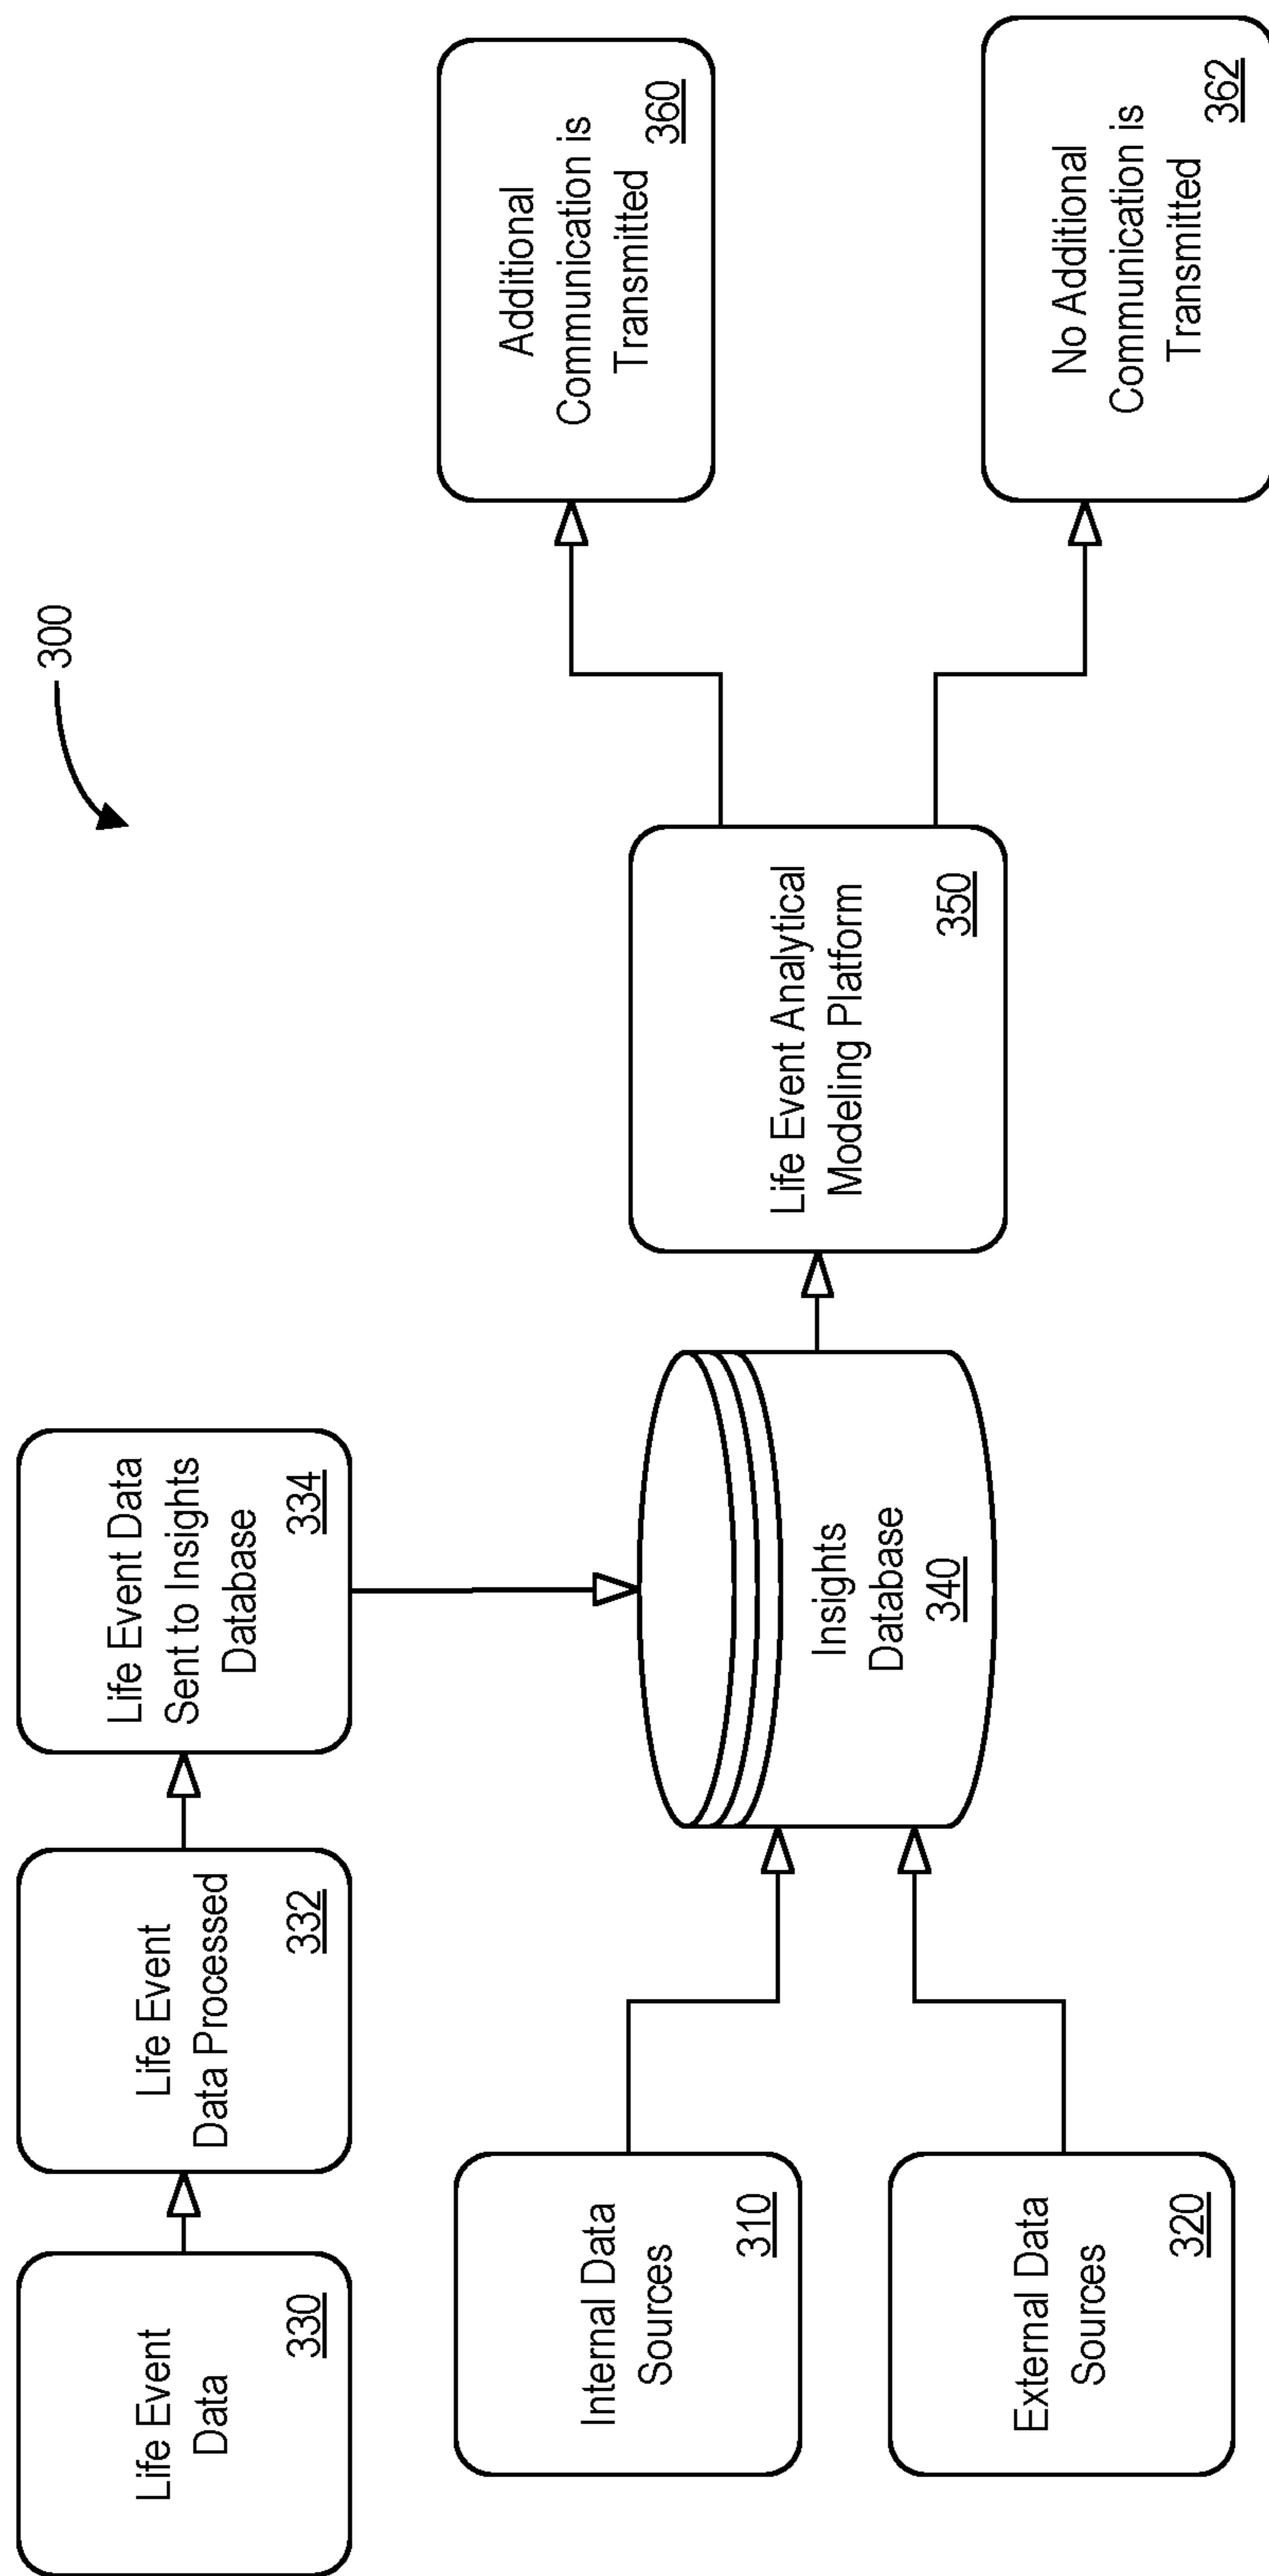 300
Life Event
Data
330
Life Event
Data Processed
332
Life Event Data
Sent to Insights
Database
334
Internal Data
Sources
310
External Data
Sources
320
Insights
Database
340
Life Event Analytical
Modeling Platform
350
Additional
Communication is
Transmitted
360
No Additional
Communication is
Transmitted
362